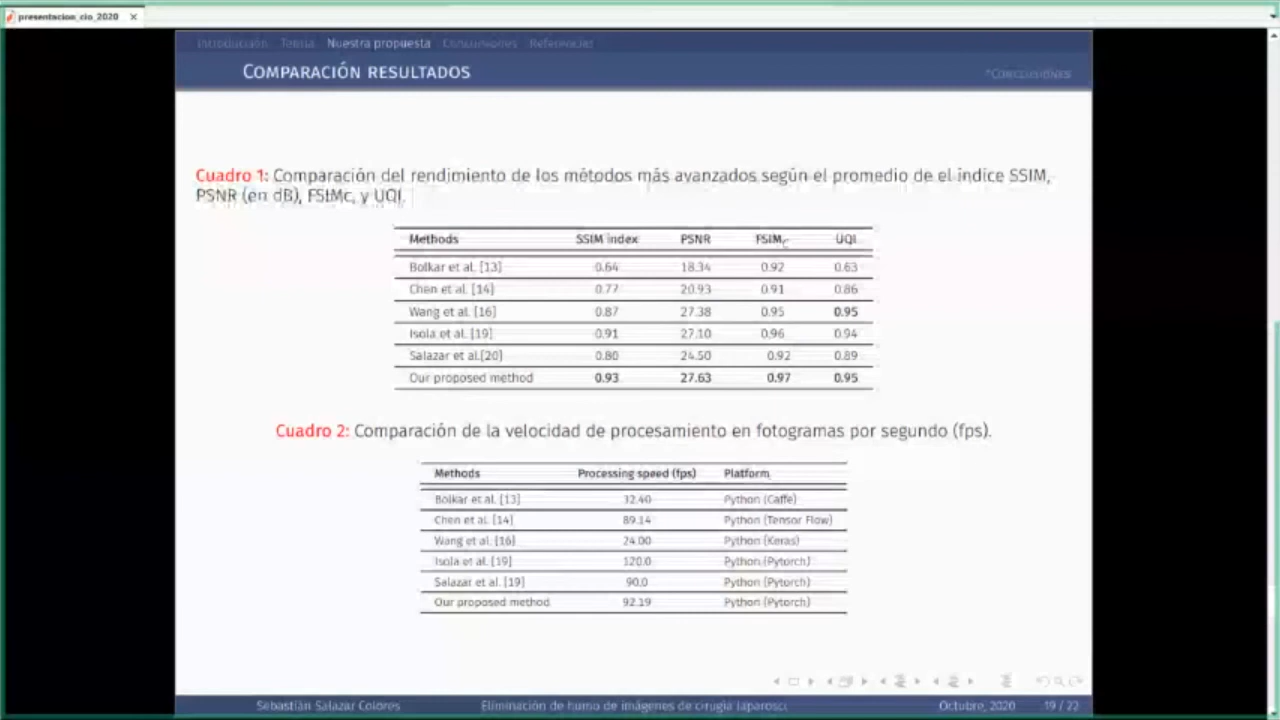 presentacion_cio_2020
Introducción Teoría Nuestra propuesta Conclusiones Referencias
COMPARACIÓN RESULTADOS
*CONCLUSIONES
Cuadro 1: Comparación del rendimiento de los métodos más avanzados según el promedio de el índice SSIM,
PSNR (en dB), FSIMc, y UQI.
Methods SSIM index PSNR FSIMC UQI
Bolkar et al. [13] 0.64 18.34 0.92 0.63
Chen et al. [14] 0.77 20.93 0.91 0.86
Wang et al. [16] 0.87 27.38 0.95 0.95
Isola et al. [19] 0.91 27.10 0.96 0.94
Salazar et al.[20] 0.80 24.50 0.92 0.89
Our proposed method 0.93 27.63 0.97 0.95
Cuadro 2: Comparación de la velocidad de procesamiento en fotogramas por segundo (fps).
Methods Processing speed (fps) Platform
Bolkar et al. [13] 32.40 Python (Caffe)
Chen et al. [14] 89.14 Python (Tensor Flow)
Wang et al. [16] 24.00 Python (Keras)
Isola et al. [19] 120.0 Python (Pytorch)
Salazar et al. [19] 90.0 Python (Pytorch)
Our proposed method 92.19 Python (Pytorch)
Sebastián Salazar Colores Eliminación de humo de imágenes de cirugía laparosc Octubre, 2020 19 / 22